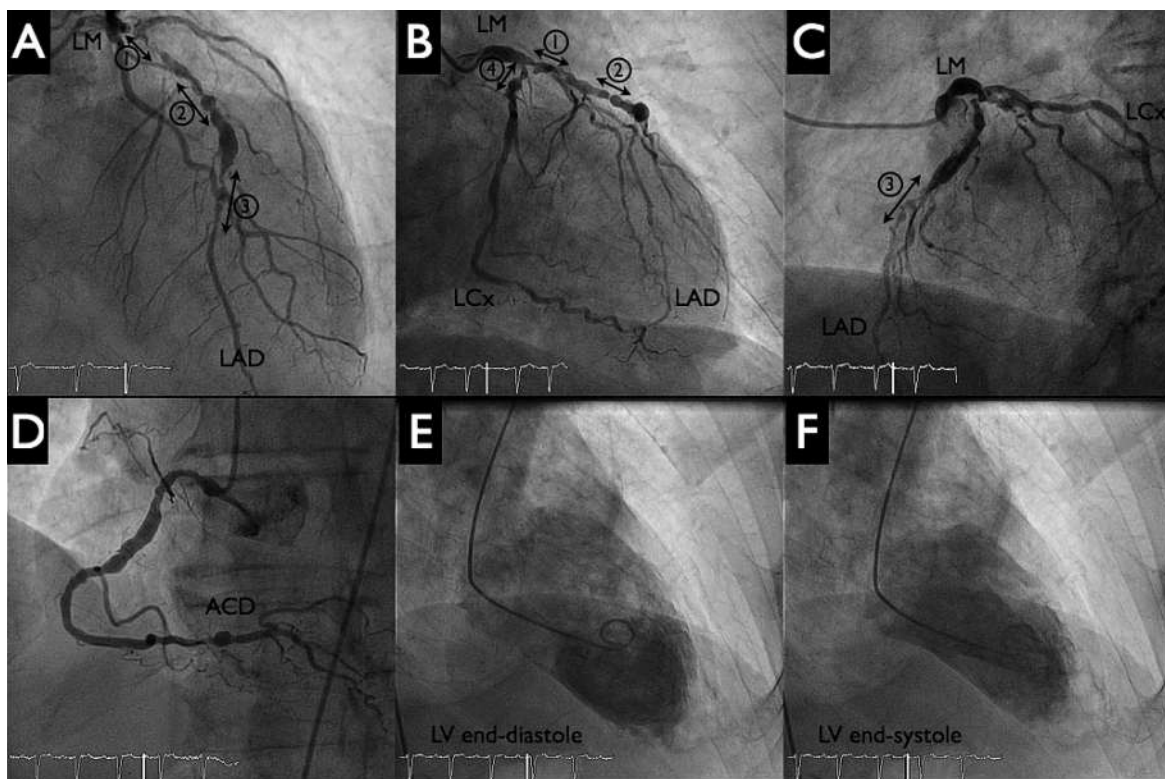 A
LM
①
②
③
LAD
B
LM
①
②
④
LCx
LAD
C
LM
LCx
③
LAD
D
ACD
E
LV end-diastole
F
LV end-systole